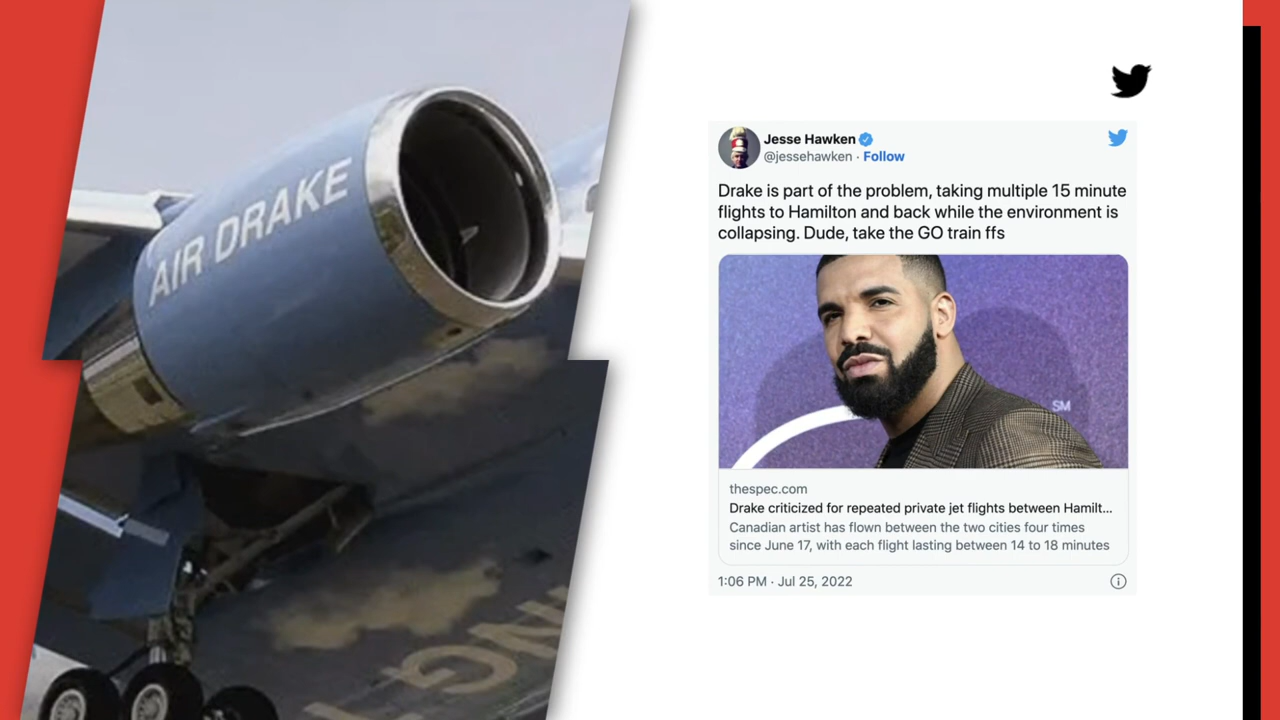 AIR DRAKE
NG
Jesse Hawken
@jessehawken · Follow
Drake is part of the problem, taking multiple 15 minute
flights to Hamilton and back while the environment is
collapsing. Dude, take the GO train ffs
SM
thespec.com
Drake criticized for repeated private jet flights between Hamilt...
Canadian artist has flown between the two cities four times
since June 17, with each flight lasting between 14 to 18 minutes
1:06 PM · Jul 25, 2022